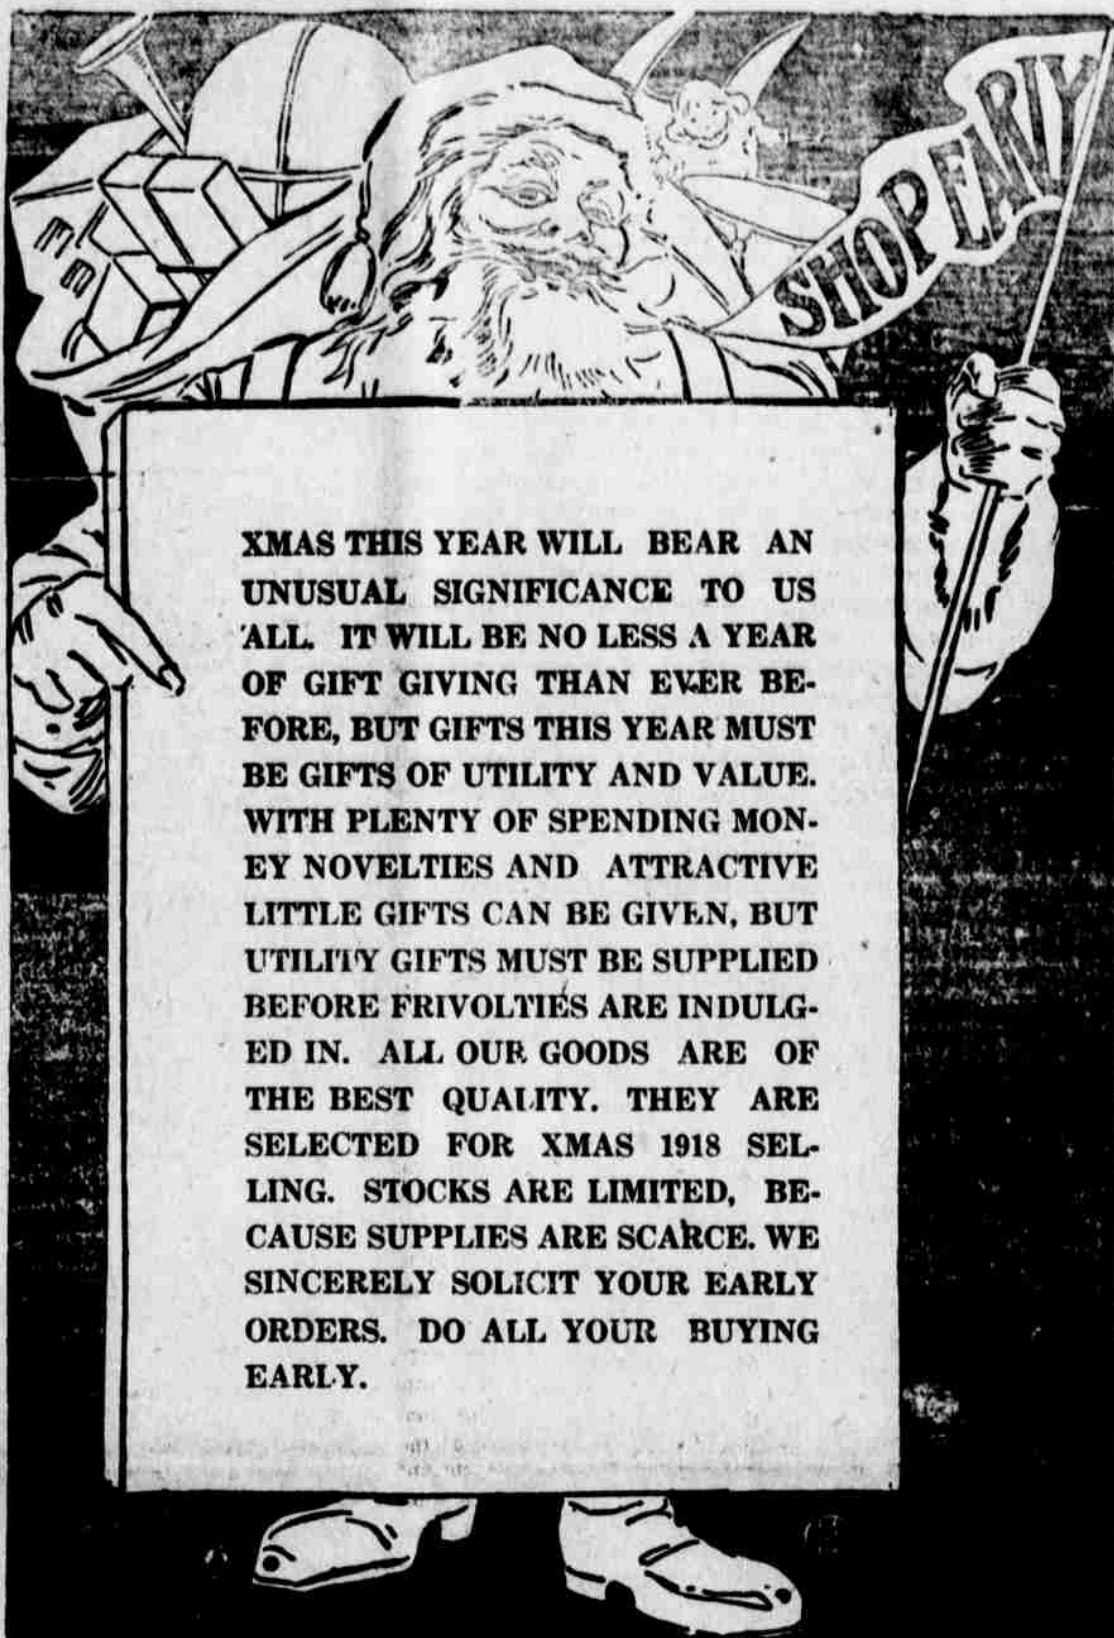 SHOP EARLY
XMAS THIS YEAR WILL BEAR AN
UNUSUAL SIGNIFICANCE TO US
ALL. IT WILL BE NO LESS A YEAR
OF GIFT GIVING THAN EVER BE-
FORE, BUT GIFTS THIS YEAR MUST
BE GIFTS OF UTILITY AND VALUE.
WITH PLENTY OF SPENDING MON-
EY NOVELTIES AND ATTRACTIVE
LITTLE GIFTS CAN BE GIVEN, BUT
UTILITY GIFTS MUST BE SUPPLIED
BEFORE FRIVOLTIES ARE INDULG-
ED IN. ALL OUR GOODS ARE OF
THE BEST QUALITY. THEY ARE
SELECTED FOR XMAS 1918 SEL-
LING. STOCKS ARE LIMITED, BE-
CAUSE SUPPLIES ARE SCARCE. WE
SINCERELY SOLICIT YOUR EARLY
ORDERS. DO ALL YOUR BUYING
EARLY.